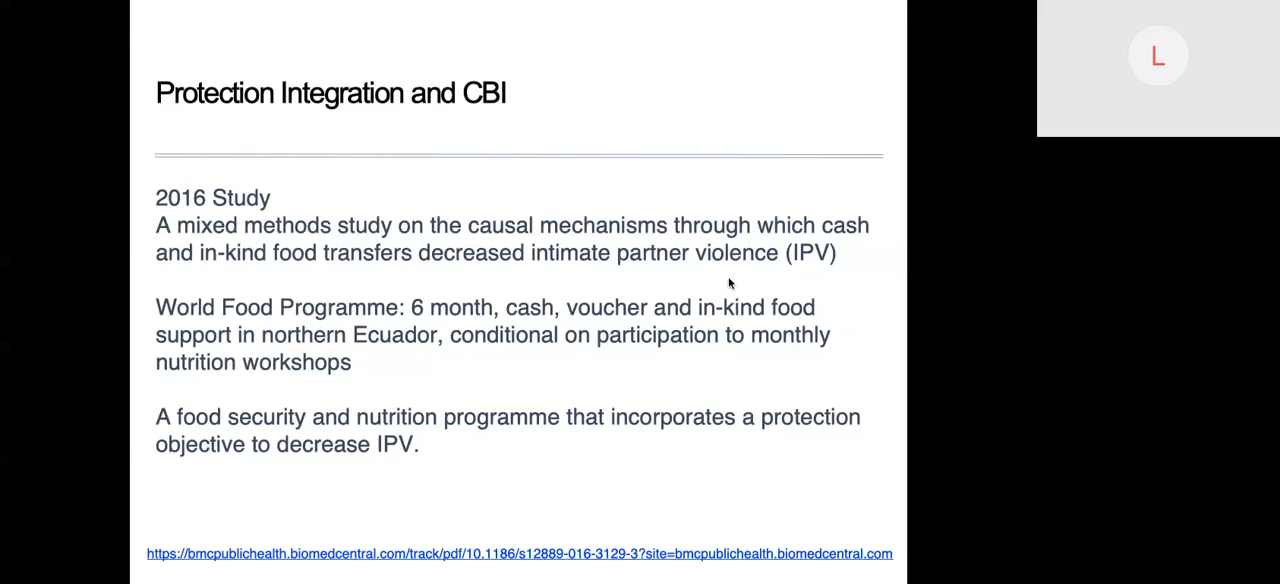 Protection Integration and CBI
L
2016 Study
A mixed methods study on the causal mechanisms through which cash
and in-kind food transfers decreased intimate partner violence (IPV)
World Food Programme: 6 month, cash, voucher and in-kind food
support in northern Ecuador, conditional on participation to monthly
nutrition workshops
A food security and nutrition programme that incorporates a protection
objective to decrease IPV.
https://bmcpublichealth.biomedcentral.com/track/pdf/10.1186/s12889-016-3129-3?site=bmcpublichealth.biomedcentral.com